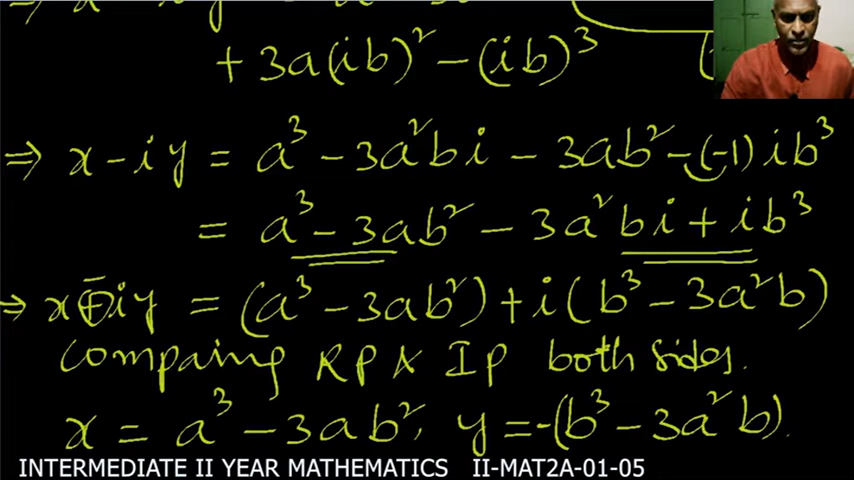 + 3a(ib)² - (ib)³
⇒ x - iy = a³ - 3a²bi - 3ab² - (-1) ib³
= a³ - 3ab² - 3a²bi + ib³
⇒ x - iy = (a³ - 3ab²) + i(b³ - 3a²b)
Comparing RP & IP both sides.
x = a³ - 3ab², y = -(b³ - 3a²b).
INTERMEDIATE II YEAR MATHEMATICS II-MAT2A-01-05